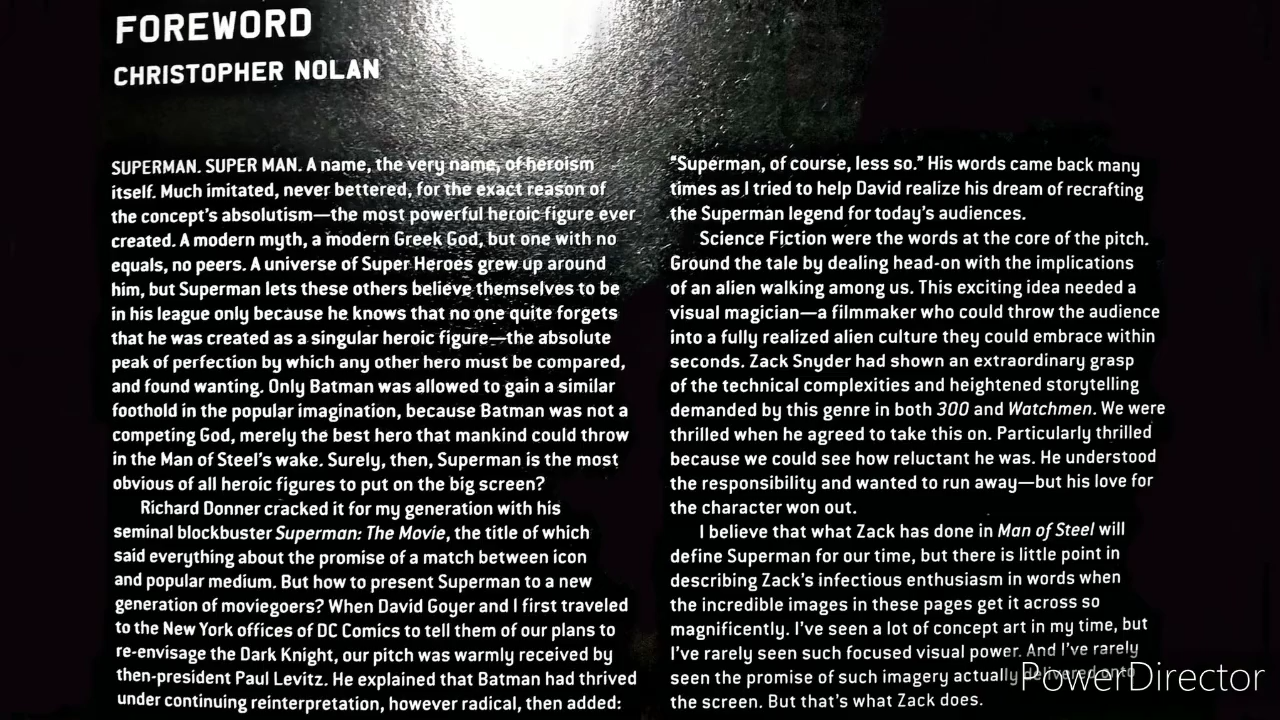 FOREWORD
CHRISTOPHER NOLAN
SUPERMAN. SUPER MAN. A name, the very name, of heroism
itself. Much imitated, never bettered, for the exact reason of
the concept's absolutism—the most powerful heroic figure ever
created. A modern myth, a modern Greek God, but one with no
equals, no peers. A universe of Super Heroes grew up around
him, but Superman lets these others believe themselves to be
in his league only because he knows that no one quite forgets
that he was created as a singular heroic figure—the absolute
peak of perfection by which any other hero must be compared,
and found wanting. Only Batman was allowed to gain a similar
foothold in the popular imagination, because Batman was not a
competing God, merely the best hero that mankind could throw
in the Man of Steel's wake. Surely, then, Superman is the most
obvious of all heroic figures to put on the big screen?
Richard Donner cracked it for my generation with his
seminal blockbuster Superman: The Movie, the title of which
said everything about the promise of a match between icon
and popular medium. But how to present Superman to a new
generation of moviegoers? When David Goyer and I first traveled
to the New York offices of DC Comics to tell them of our plans to
re-envisage the Dark Knight, our pitch was warmly received by
then-president Paul Levitz. He explained that Batman had thrived
under continuing reinterpretation, however radical, then added:
"Superman, of course, less so." His words came back many
times as I tried to help David realize his dream of recrafting
the Superman legend for today's audiences.
Science Fiction were the words at the core of the pitch.
Ground the tale by dealing head-on with the implications
of an alien walking among us. This exciting idea needed a
visual magician—a filmmaker who could throw the audience
into a fully realized alien culture they could embrace within
seconds. Zack Snyder had shown an extraordinary grasp
of the technical complexities and heightened storytelling
demanded by this genre in both 300 and Watchmen. We were
thrilled when he agreed to take this on. Particularly thrilled
because we could see how reluctant he was. He understood
the responsibility and wanted to run away—but his love for
the character won out.
I believe that what Zack has done in Man of Steel will
define Superman for our time, but there is little point in
describing Zack's infectious enthusiasm in words when
the incredible images in these pages get it across so
magnificently. I've seen a lot of concept art in my time, but
I've rarely seen such focused visual power. And I've rarely
seen the promise of such imagery actually delivered onto
the screen. But that's what Zack does.
PowerDirector